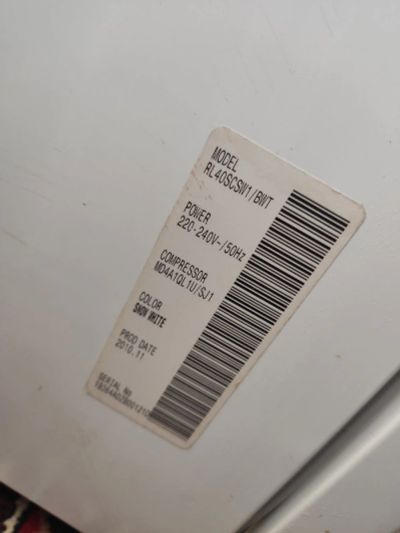 MODEL
RL40SCSW1/BWT
POWER
220-240V~/50Hz
COMPRESSOR
MD4A1QL1U/SJ1
COLOR
SNOW WHITE
PROD DATE
2010.11
SERIAL No